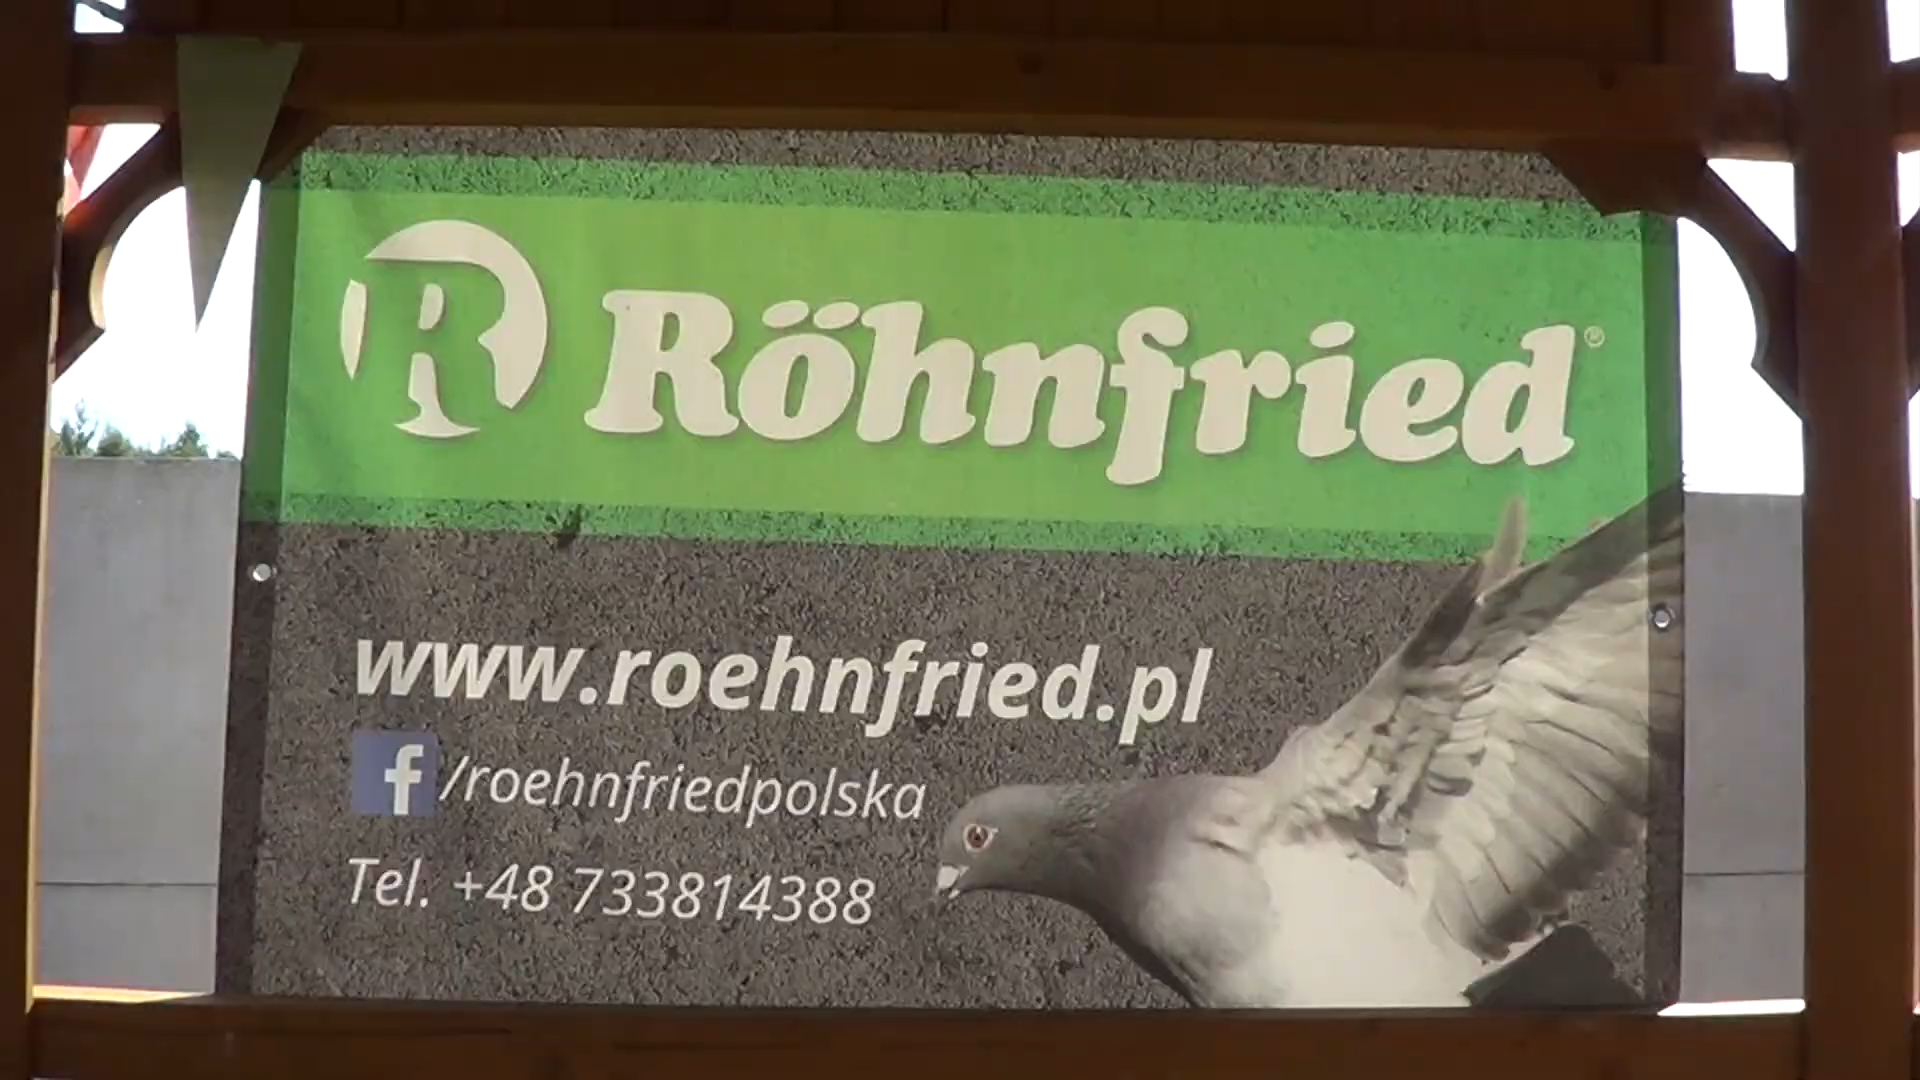 R Röhnfried®
www.roehnfried.pl
f/roehnfriedpolska
Tel. +48 733814388